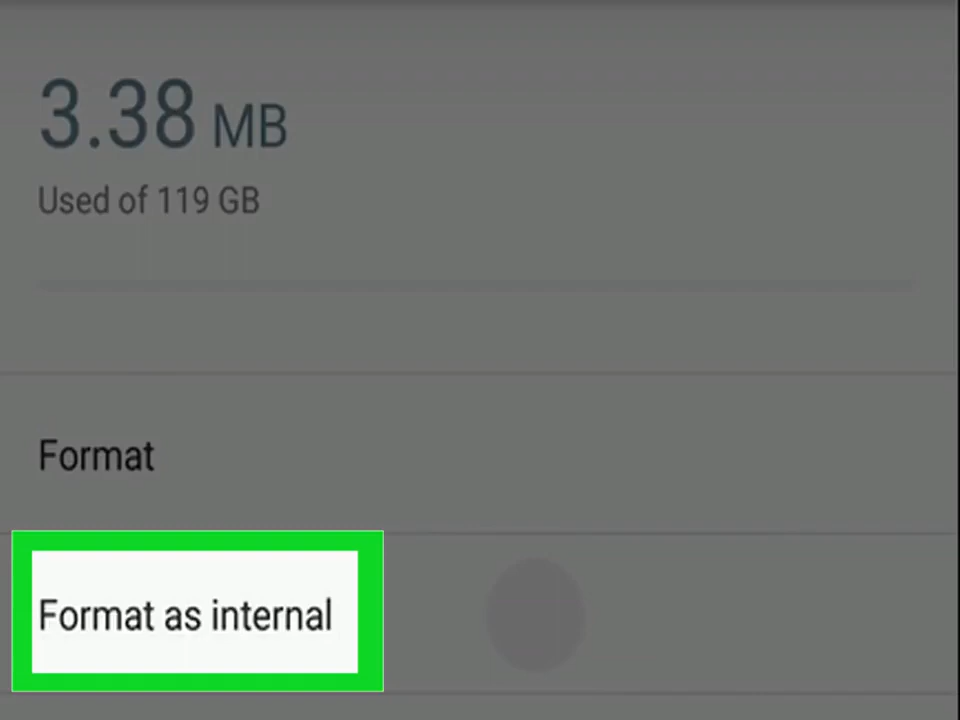 3.38 MB
Used of 119 GB
Format
Format as internal